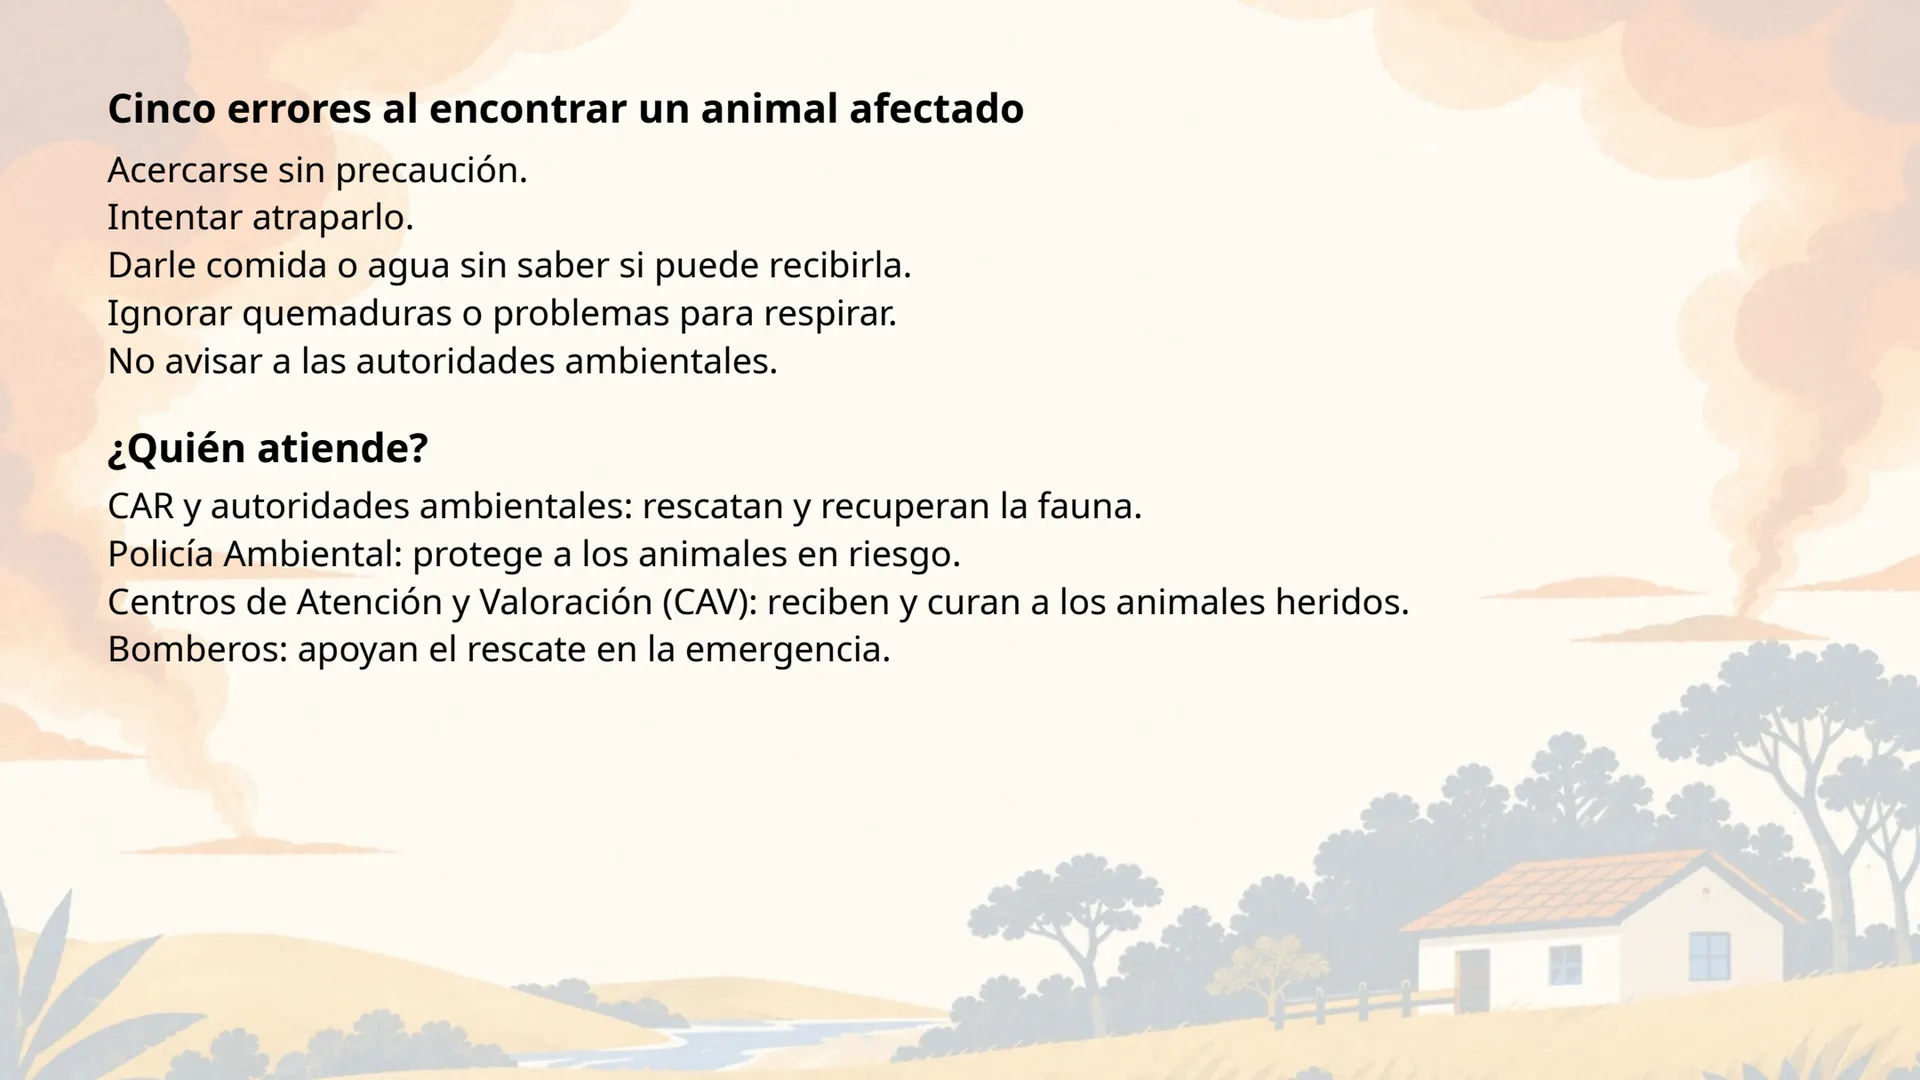 Cinco errores al encontrar un animal afectado
Acercarse sin precaución.
Intentar atraparlo.
Darle comida o agua sin saber si puede recibirla.
Ignorar quemaduras o problemas para respirar.
No avisar a las autoridades ambientales.
¿Quién atiende?
CAR y autoridades ambientales: rescatan y recuperan la fauna.
Policía Ambiental: protege a los animales en riesgo.
Centros de Atención y Valoración (CAV): reciben y curan a los animales heridos.
Bomberos: apoyan el rescate en la emergencia.